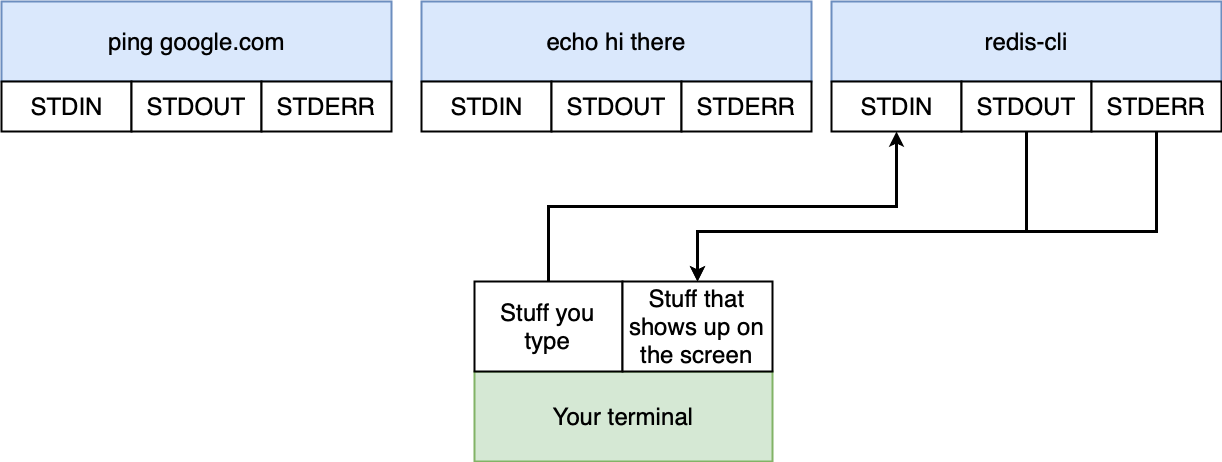 ping google.com
echo hi there
redis-cli
STDIN
STDOUT
STDERR
STDIN
STDOUT
STDERR
STDIN
STDOUT
STDERR
Stuff you
type
Stuff that
shows up on
the screen
Your terminal